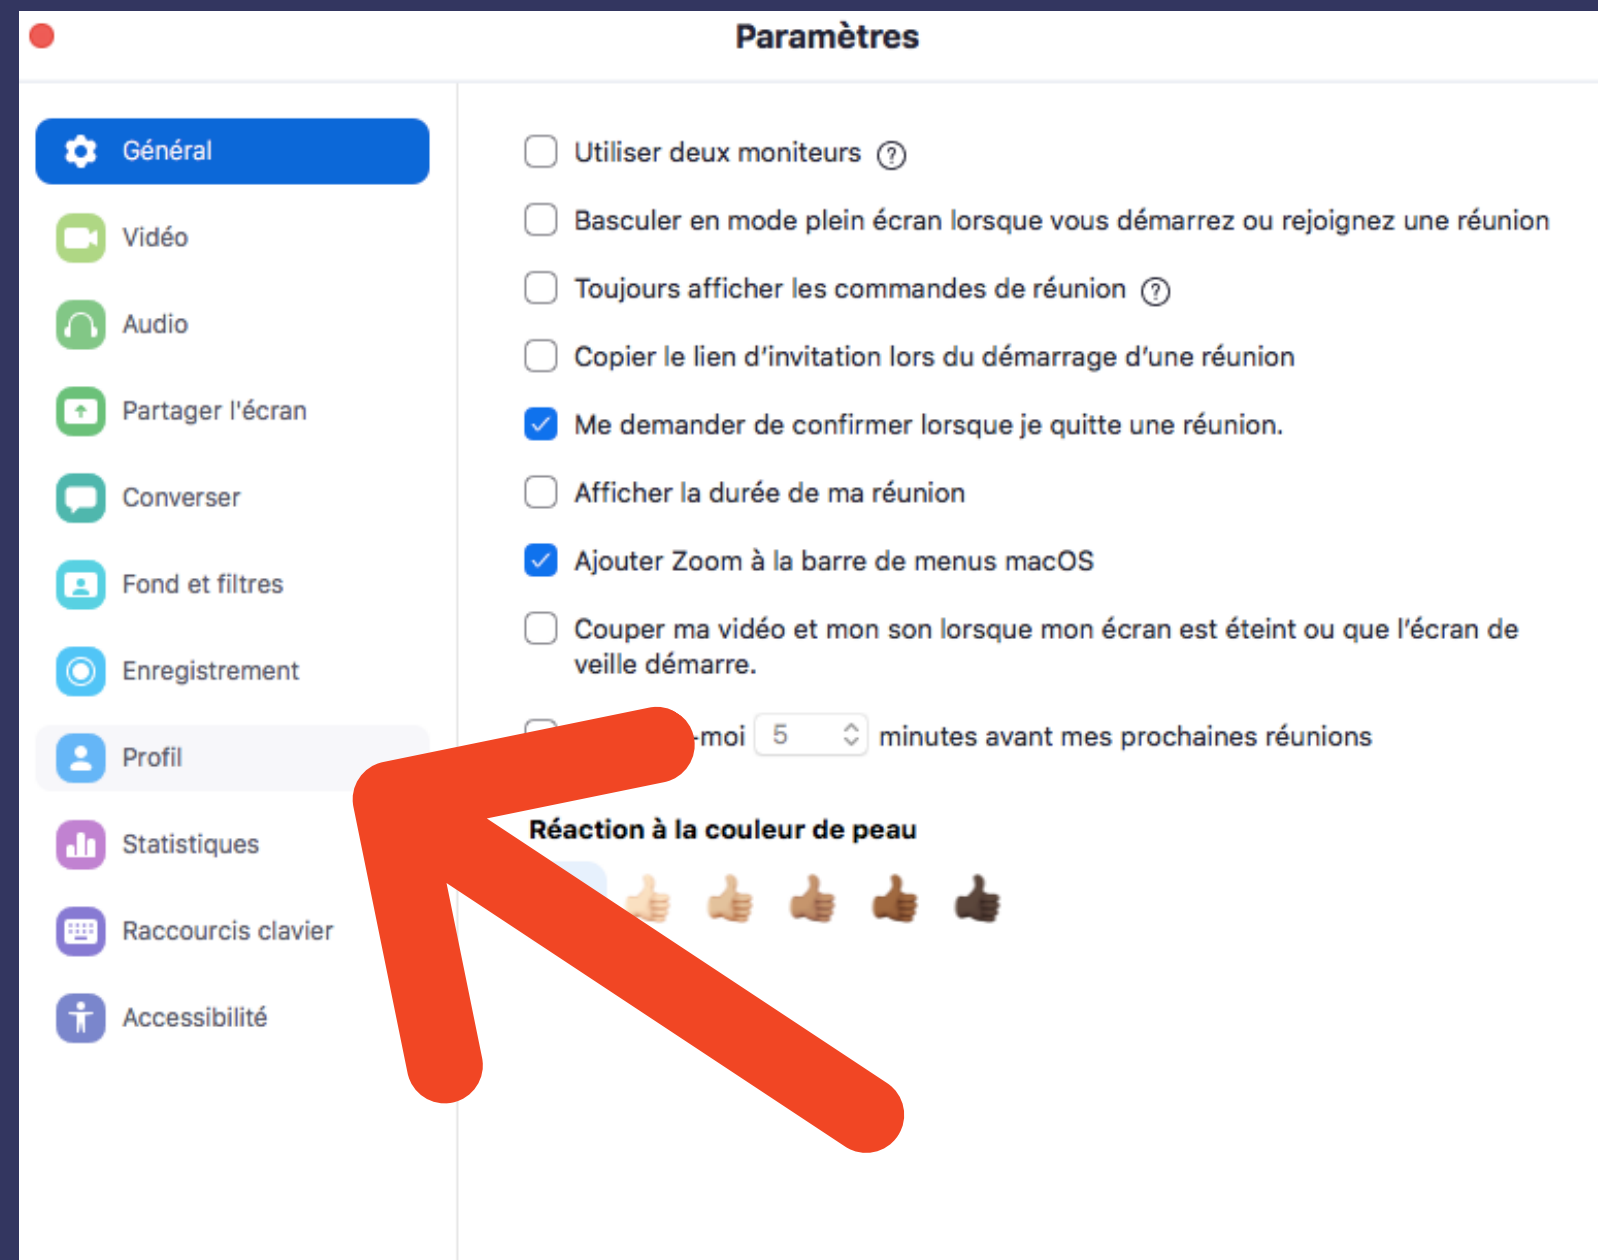 Paramètres
Général
Vidéo
Audio
Partager l'écran
Converser
Fond et filtres
Enregistrement
Profil
Statistiques
Raccourcis clavier
Accessibilité
Utiliser deux moniteurs ?
Basculer en mode plein écran lorsque vous démarrez ou rejoignez une réunion
Toujours afficher les commandes de réunion ?
Copier le lien d'invitation lors du démarrage d'une réunion
Me demander de confirmer lorsque je quitte une réunion.
Afficher la durée de ma réunion
Ajouter Zoom à la barre de menus macOS
Couper ma vidéo et mon son lorsque mon écran est éteint ou que l'écran de
veille démarre.
-moi 5 minutes avant mes prochaines réunions
Réaction à la couleur de peau